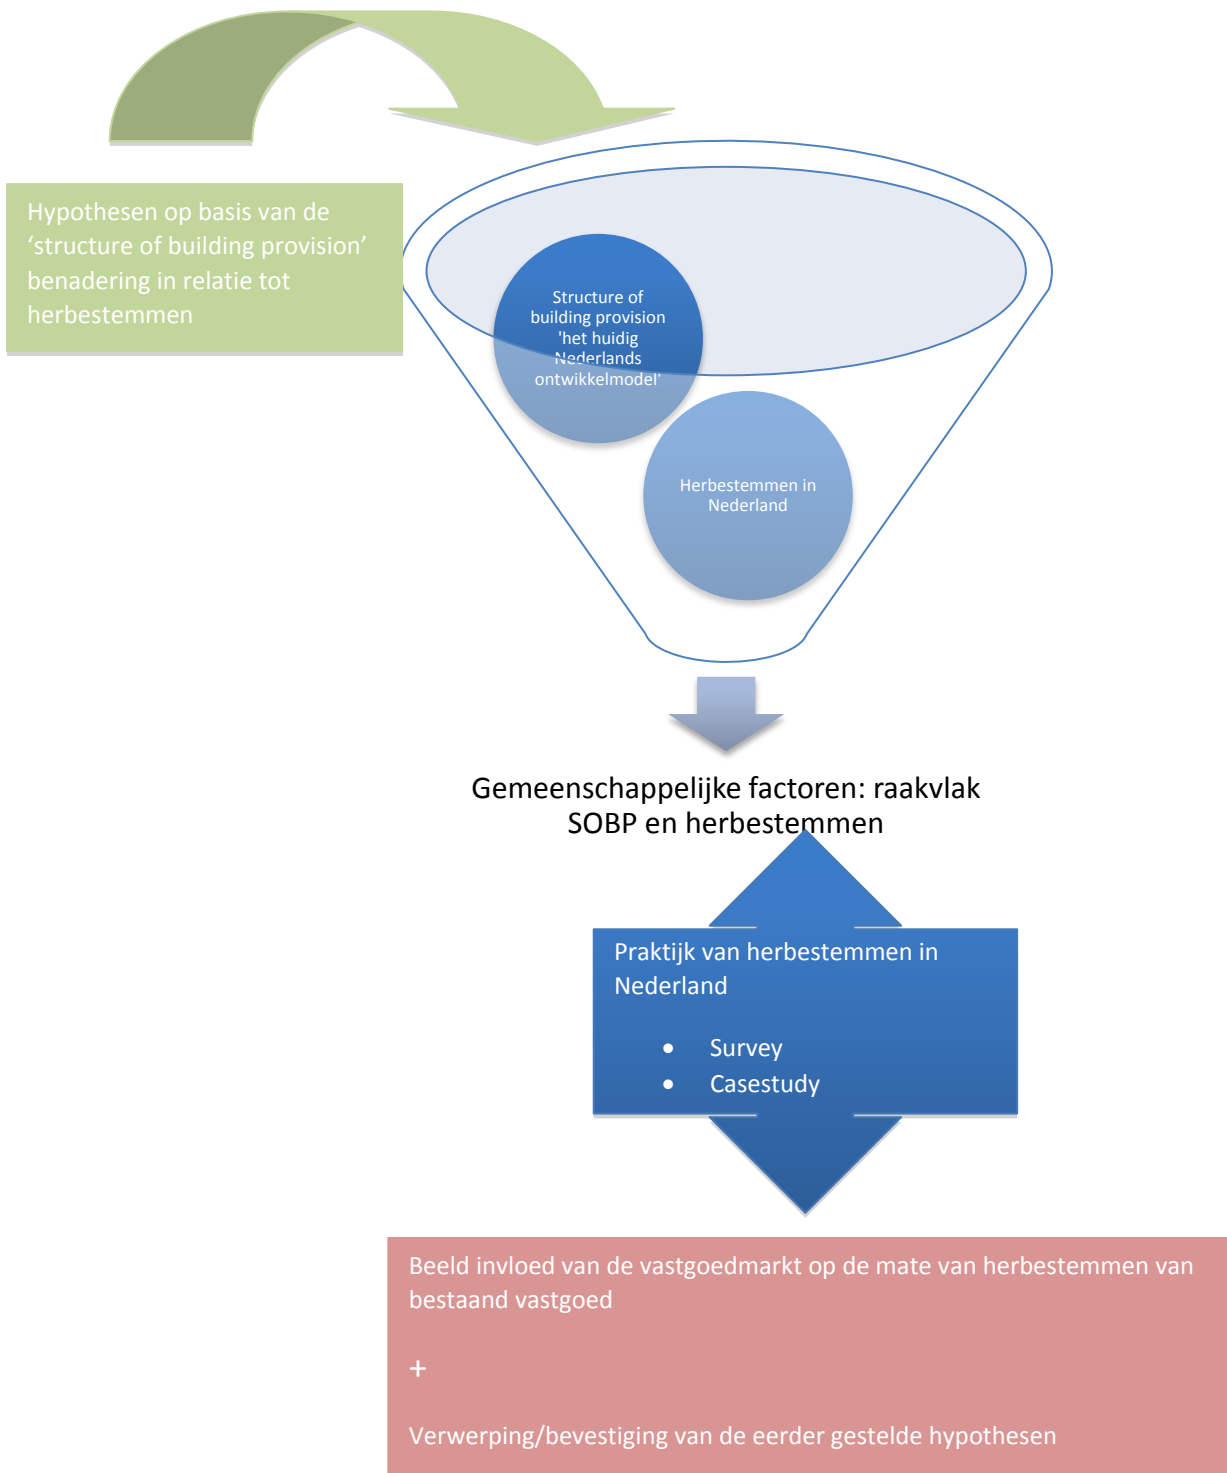 Hypothesen op basis van de
‘structure of building provision’
benadering in relatie tot
herbestemmen
Structure of
building provision
'het huidig
Nederlands
ontwikkelmodel'
Herbestemmen in
Nederland
Gemeenschappelijke factoren: raakvlak
SOBP en herbestemmen
Praktijk van herbestemmen in
Nederland
• Survey
• Casestudy
Beeld invloed van de vastgoedmarkt op de mate van herbestemmen van
bestaand vastgoed
+
Verwerping/bevestiging van de eerder gestelde hypothesen